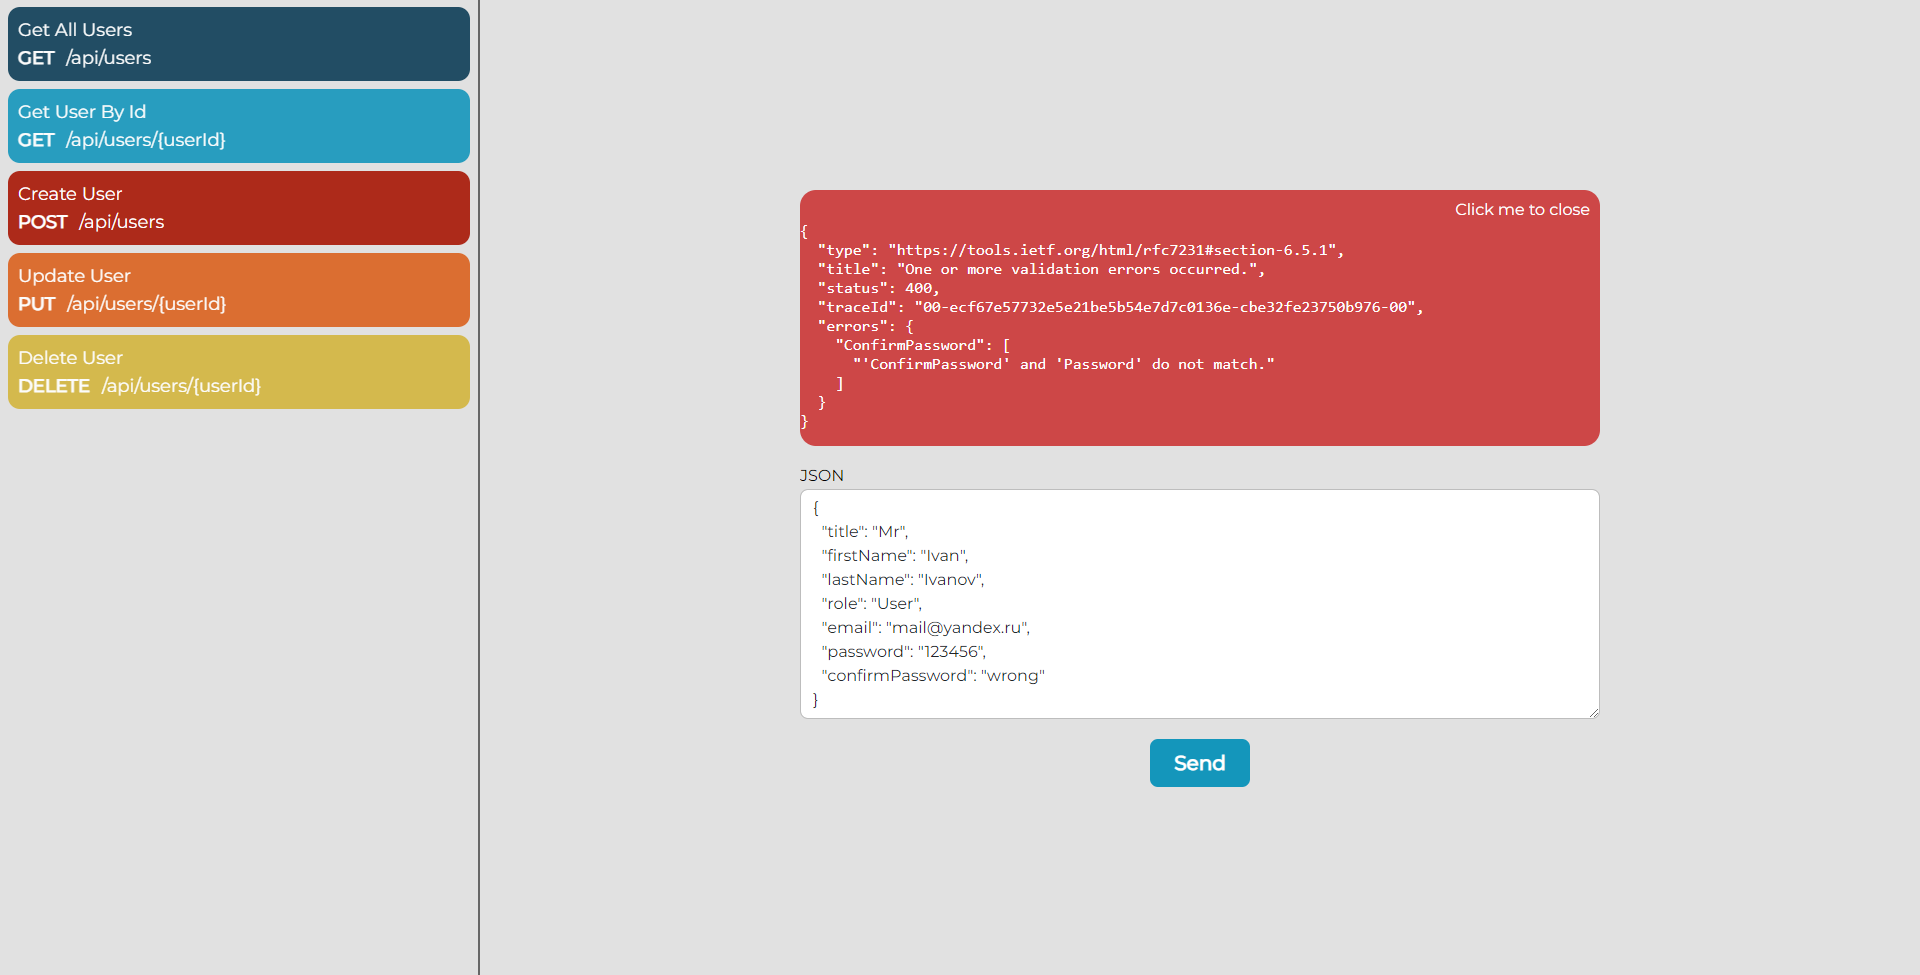 Get All Users
GET /api/users
Get User By Id
GET /api/users/{userId}
Create User
POST /api/users
Update User
PUT /api/users/{userId}
Delete User
DELETE /api/users/{userId}
Click me to close
{
  "type": "https://tools.ietf.org/html/rfc7231#section-6.5.1",
  "title": "One or more validation errors occurred.",
  "status": 400,
  "traceId": "00-ecf67e57732e5e21be5b54e7d7c0136e-cbe32fe23750b976-00",
  "errors": {
    "ConfirmPassword": [
      "'ConfirmPassword' and 'Password' do not match."
    ]
  }
}
JSON
{
  "title": "Mr",
  "firstName": "Ivan",
  "lastName": "Ivanov",
  "role": "User",
  "email": "mail@yandex.ru",
  "password": "123456",
  "confirmPassword": "wrong"
}
Send